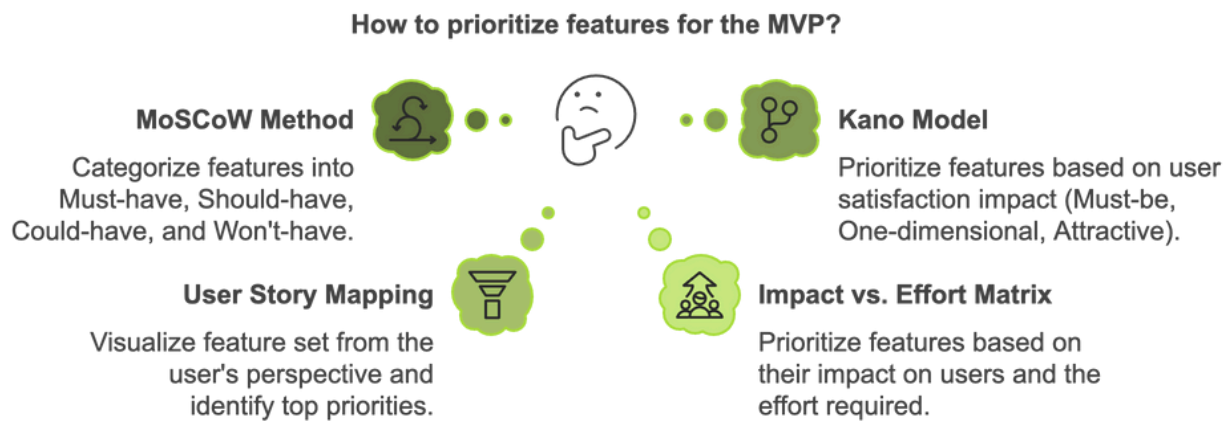 How to prioritize features for the MVP?
MoSCoW Method
Categorize features into
Must-have, Should-have,
Could-have, and Won't-have.
Kano Model
Prioritize features based on user
satisfaction impact (Must-be,
One-dimensional, Attractive).
User Story Mapping
Visualize feature set from the
user's perspective and
identify top priorities.
Impact vs. Effort Matrix
Prioritize features based on
their impact on users and the
effort required.